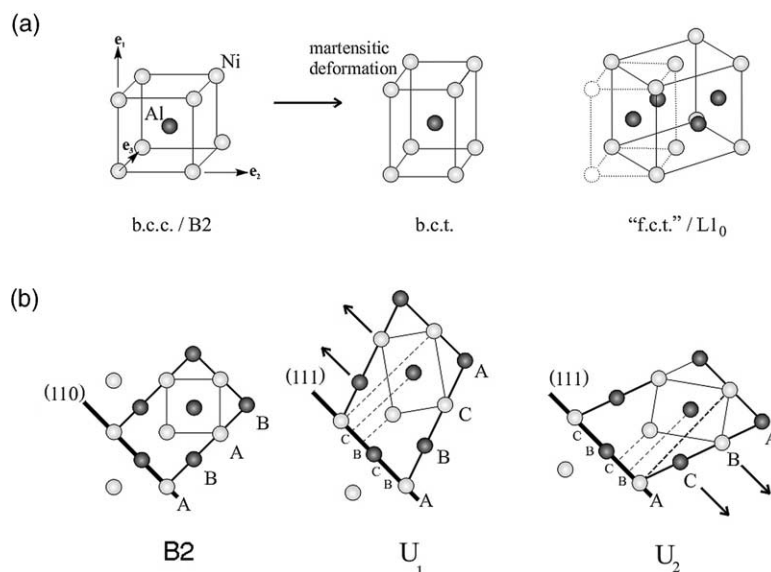 (a)
e₁
Ni
martensitic
deformation
Al
e₃
e₂
b.c.c. / B2
b.c.t.
“f.c.t.” / L1₀
(b)
(110)
B
A
B
A
B2
(111)
A
C
C
B
B
C
B
A
U₁
(111)
A
C
B
B
C
C
B
A
U₂